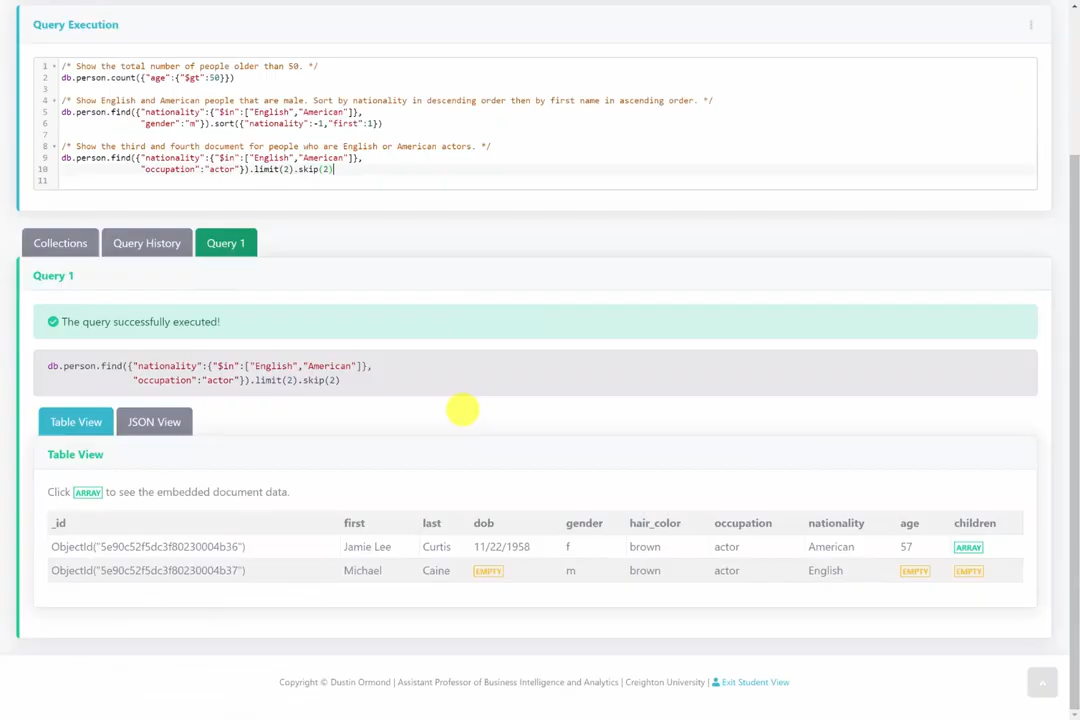 Query Execution
1 /* Show the total number of people older than 50. */
2 db.person.count({"age":{"$gt":50}})
3
4 /* Show English and American people that are male. Sort by nationality in descending order then by first name in ascending order. */
5 db.person.find({"nationality":{"$in":["English","American"]},
6 "gender":"m"}).sort({"nationality":-1,"first":1})
7
8 /* Show the third and fourth document for people who are English or American actors. */
9 db.person.find({"nationality":{"$in":["English","American"]},
10 "occupation":"actor"}).limit(2).skip(2)
11
Collections Query History Query 1
Query 1
The query successfully executed!
db.person.find({"nationality":{"$in":["English","American"]},
"occupation":"actor"}).limit(2).skip(2)
Table View JSON View
Table View
Click ARRAY to see the embedded document data.
_id first last dob gender hair_color occupation nationality age children
ObjectId("5e90c52f5dc3f80230004b36") Jamie Lee Curtis 11/22/1958 f brown actor American 57 ARRAY
ObjectId("5e90c52f5dc3f80230004b37") Michael Caine EMPTY m brown actor English EMPTY EMPTY
Copyright © Dustin Ormond | Assistant Professor of Business Intelligence and Analytics | Creighton University | Exit Student View